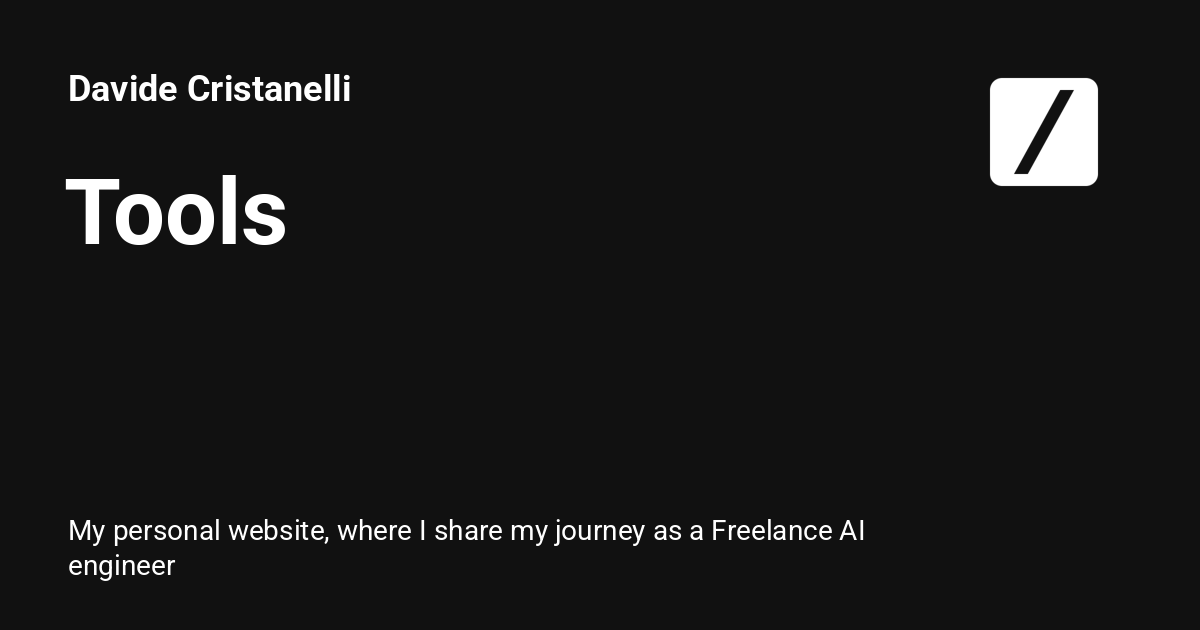 Davide Cristanelli
/
Tools
My personal website, where I share my journey as a Freelance AI
engineer